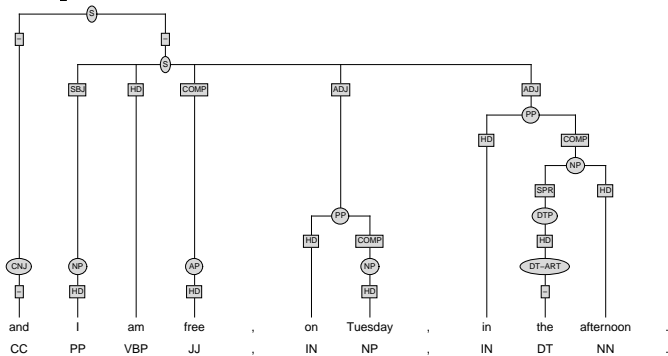 S
– –
S
SBJ HD COMP ADJ ADJ
PP
HD COMP
NP
SPR HD
PP DTP
HD COMP HD
CNJ NP AP NP DT–ART
– HD HD HD –
and I am free , on Tuesday , in the afternoon .
CC PP VBP JJ , IN NP , IN DT NN .